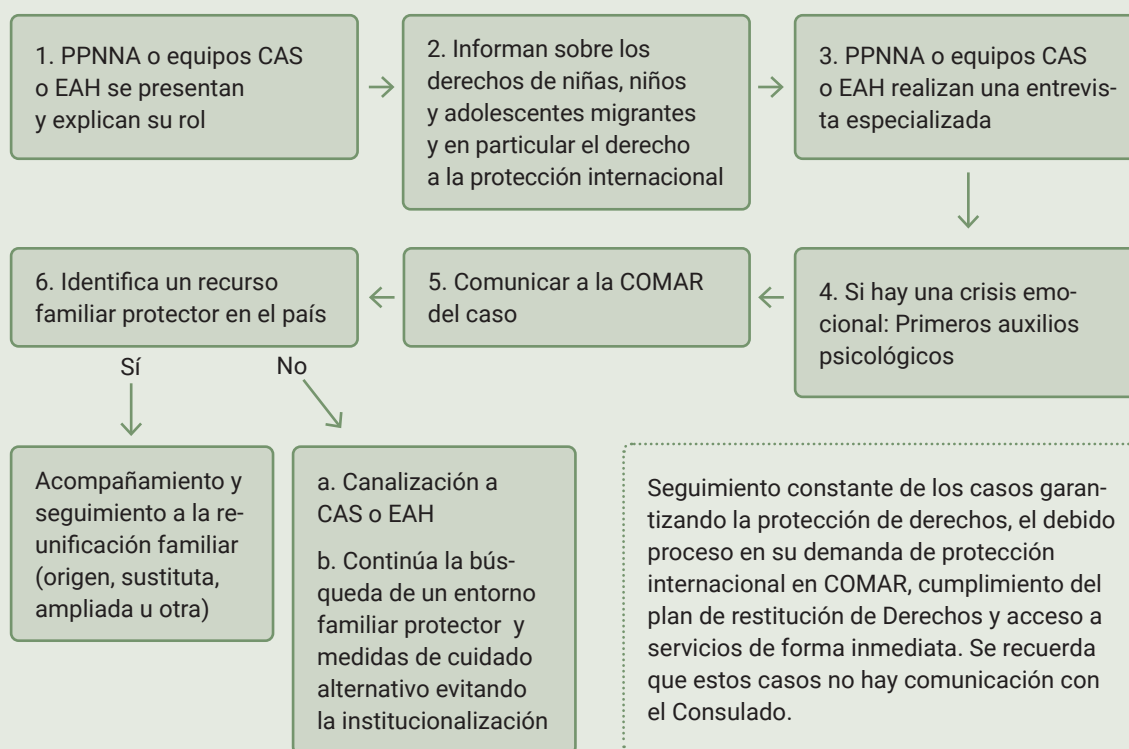 1. PPNNA o equipos CAS
o EAH se presentan
y explican su rol
2. Informan sobre los
derechos de niñas, niños
y adolescentes migrantes
y en particular el derecho
a la protección internacional
3. PPNNA o equipos CAS
o EAH realizan una entrevis-
ta especializada
4. Si hay una crisis emo-
cional: Primeros auxilios
psicológicos
5. Comunicar a la COMAR
del caso
6. Identifica un recurso
familiar protector en el país
Sí
No
Acompañamiento y
seguimiento a la re-
unificación familiar
(origen, sustituta,
ampliada u otra)
a. Canalización a
CAS o EAH
b. Continúa la bús-
queda de un entorno
familiar protector y
medidas de cuidado
alternativo evitando
la institucionalización
Seguimiento constante de los casos garan-
tizando la protección de derechos, el debido
proceso en su demanda de protección
internacional en COMAR, cumplimiento del
plan de restitución de Derechos y acceso a
servicios de forma inmediata. Se recuerda
que estos casos no hay comunicación con
el Consulado.